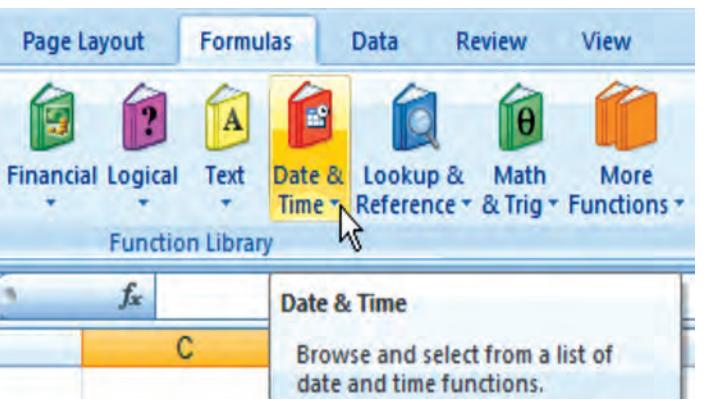 Page Layout Formulas Data Review View
? A θ
Financial Logical Text Date & Lookup & Math More
Time Reference & Trig Functions
Function Library
fx
Date & Time
C
Browse and select from a list of
date and time functions.